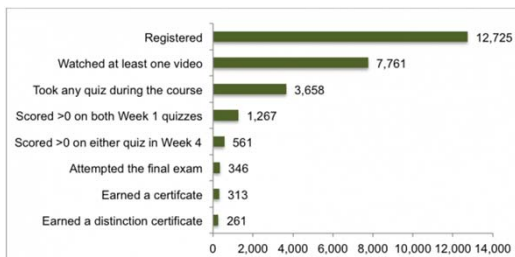 Registered 12,725
Watched at least one video 7,761
Took any quiz during the course 3,658
Scored >0 on both Week 1 quizzes 1,267
Scored >0 on either quiz in Week 4 561
Attempted the final exam 346
Earned a certifcate 313
Earned a distinction certificate 261
0 2,000 4,000 6,000 8,000 10,000 12,000 14,000